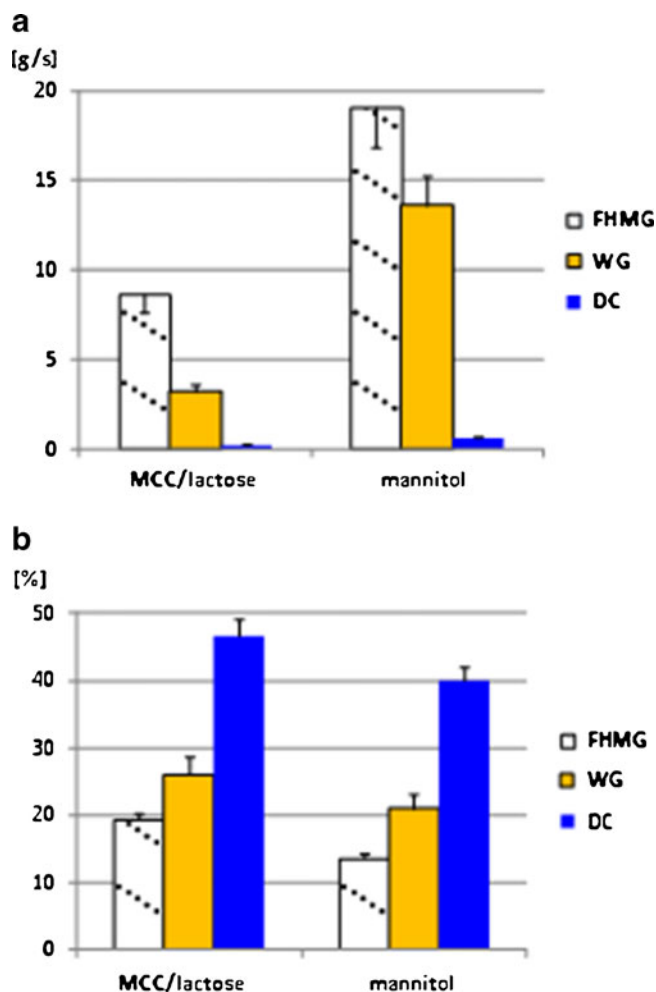 a
[g/s]
20
15
10
5
0
MCC/lactose mannitol
FHMG
WG
DC
b
[%]
50
40
30
20
10
0
MCC/lactose mannitol
FHMG
WG
DC